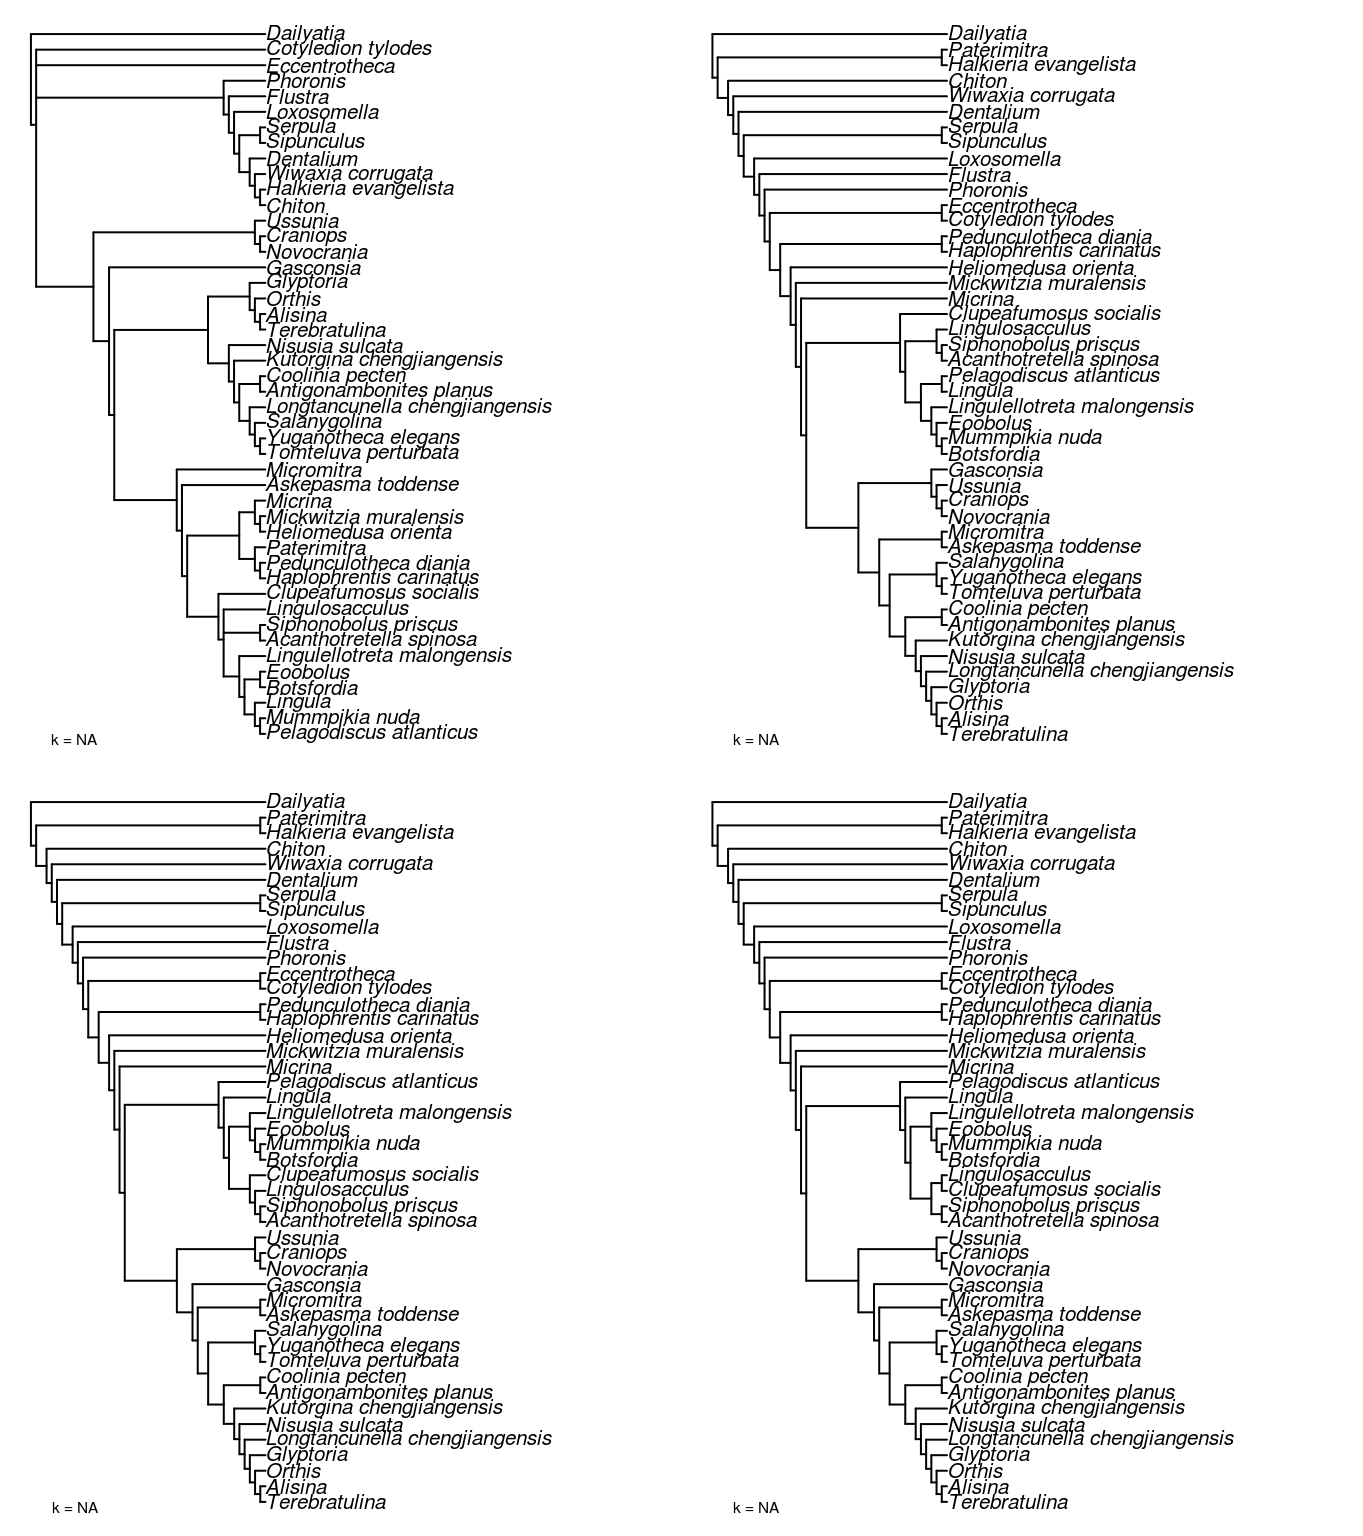 Dailyatia
Cotyledion tylodes
Eccentrotheca
Phoronis
Flustra
Loxosomella
Serpula
Sipunculus
Dentalium
Wiwaxia corrugata
Halkieria evangelista
Chiton
Ussunia
Craniops
Novocrania
Gasconsia
Glyptoria
Orthis
Alisina
Terebratulina
Nisusia sulcata
Kutorgina chengjiangensis
Coolinia pecten
Antigonambonites planus
Longtancunella chengjiangensis
Salanygolina
Yuganotheca elegans
Tomteluva perturbata
Micromitra
Askepasma toddense
Micrina
Mickwitzia muralensis
Heliomedusa orienta
Paterimitra
Pedunculotheca diania
Haplophrentis carinatus
Clupeafumosus socialis
Lingulosacculus
Siphonobolus priscus
Acanthotretella spinosa
Lingulellotreta malongensis
Eoobolus
Botsfordia
Lingula
Mummpikia nuda
Pelagodiscus atlanticus
k = NA
Dailyatia
Paterimitra
Halkieria evangelista
Chiton
Wiwaxia corrugata
Dentalium
Serpula
Sipunculus
Loxosomella
Flustra
Phoronis
Eccentrotheca
Cotyledion tylodes
Pedunculotheca diania
Haplophrentis carinatus
Heliomedusa orienta
Mickwitzia muralensis
Micrina
Clupeafumosus socialis
Lingulosacculus
Siphonobolus priscus
Acanthotretella spinosa
Pelagodiscus atlanticus
Lingula
Lingulellotreta malongensis
Eoobolus
Mummpikia nuda
Botsfordia
Gasconsia
Ussunia
Craniops
Novocrania
Micromitra
Askepasma toddense
Salanygolina
Yuganotheca elegans
Tomteluva perturbata
Coolinia pecten
Antigonambonites planus
Kutorgina chengjiangensis
Nisusia sulcata
Longtancunella chengjiangensis
Glyptoria
Orthis
Alisina
Terebratulina
k = NA
Dailyatia
Paterimitra
Halkieria evangelista
Chiton
Wiwaxia corrugata
Dentalium
Serpula
Sipunculus
Loxosomella
Flustra
Phoronis
Eccentrotheca
Cotyledion tylodes
Pedunculotheca diania
Haplophrentis carinatus
Heliomedusa orienta
Mickwitzia muralensis
Micrina
Pelagodiscus atlanticus
Lingula
Lingulellotreta malongensis
Eoobolus
Mummpikia nuda
Botsfordia
Clupeafumosus socialis
Lingulosacculus
Siphonobolus priscus
Acanthotretella spinosa
Ussunia
Craniops
Novocrania
Gasconsia
Micromitra
Askepasma toddense
Salanygolina
Yuganotheca elegans
Tomteluva perturbata
Coolinia pecten
Antigonambonites planus
Kutorgina chengjiangensis
Nisusia sulcata
Longtancunella chengjiangensis
Glyptoria
Orthis
Alisina
Terebratulina
k = NA
Dailyatia
Paterimitra
Halkieria evangelista
Chiton
Wiwaxia corrugata
Dentalium
Serpula
Sipunculus
Loxosomella
Flustra
Phoronis
Eccentrotheca
Cotyledion tylodes
Pedunculotheca diania
Haplophrentis carinatus
Heliomedusa orienta
Mickwitzia muralensis
Micrina
Pelagodiscus atlanticus
Lingula
Lingulellotreta malongensis
Eoobolus
Mummpikia nuda
Botsfordia
Lingulosacculus
Clupeafumosus socialis
Siphonobolus priscus
Acanthotretella spinosa
Ussunia
Craniops
Novocrania
Gasconsia
Micromitra
Askepasma toddense
Salanygolina
Yuganotheca elegans
Tomteluva perturbata
Coolinia pecten
Antigonambonites planus
Kutorgina chengjiangensis
Nisusia sulcata
Longtancunella chengjiangensis
Glyptoria
Orthis
Alisina
Terebratulina
k = NA